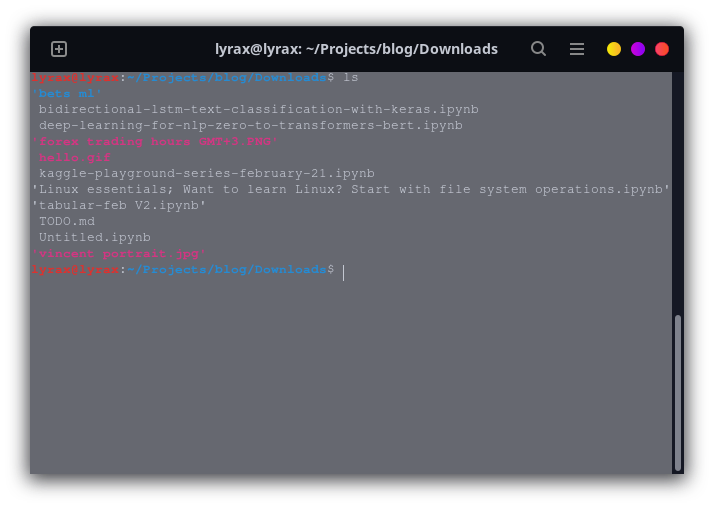 lyrax@lyrax: ~/Projects/blog/Downloads
lyrax@lyrax:~/Projects/blog/Downloads$ ls
'bets ml'
bidirectional-lstm-text-classification-with-keras.ipynb
deep-learning-for-nlp-zero-to-transformers-bert.ipynb
'Forex trading hours GMT+3.PNG'
Hello.gif
kaggle-playground-series-february-21.ipynb
'Linux essentials; Want to learn Linux? Start with file system operations.ipynb'
'tabular-feb V2.ipynb'
TODO.md
Untitled.ipynb
'vincent portrait.jpg'
lyrax@lyrax:~/Projects/blog/Downloads$